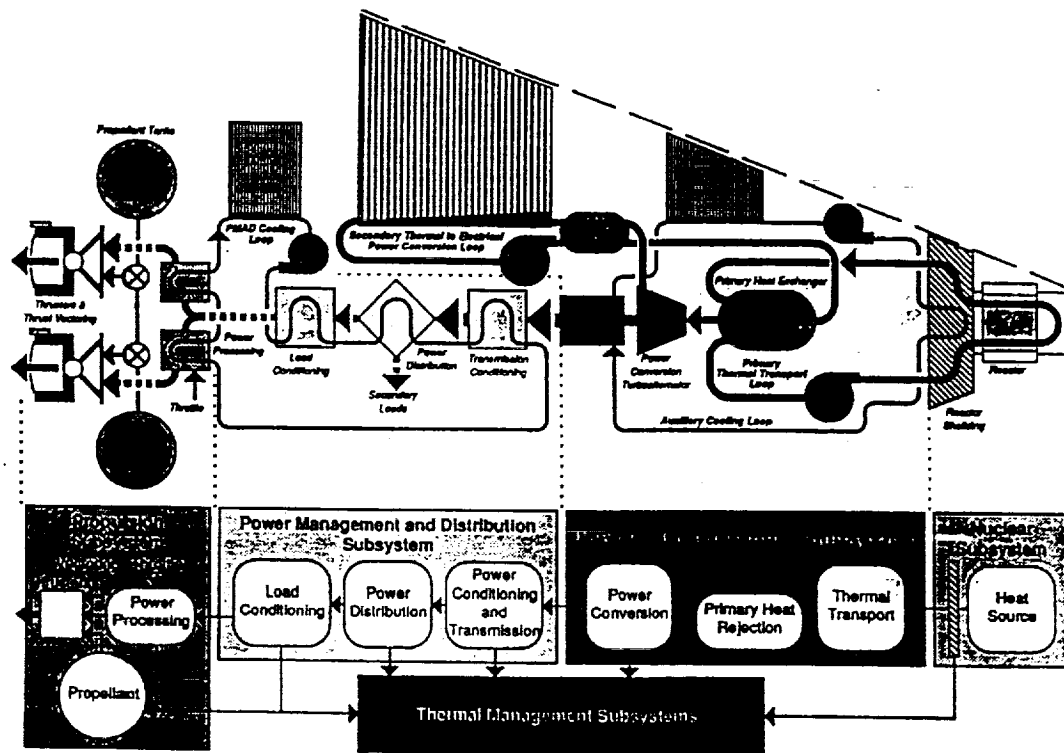 Propellant Tanks
PMAD Cooling
Loop
Secondary Thermal to Electrical
Power Conversion Loop
Primary Heat Exchanger
Thrusters &
Thrust Vectoring
Power
Processing
Load
Conditioning
Power
Distribution
Transmission
Conditioning
Power
Conversion
Turboalternator
Primary
Thermal Transport
Loop
Reactor
Throttle
Secondary
Loads
Auxiliary Cooling Loop
Reactor
Shielding
Propulsion
Subsystem
Power Management and Distribution
Subsystem
Nuclear
Subsystem
Power
Processing
Load
Conditioning
Power
Distribution
Power
Conditioning
and
Transmission
Power
Conversion
Primary Heat
Rejection
Thermal
Transport
Heat
Source
Propellant
Thermal Management Subsystems